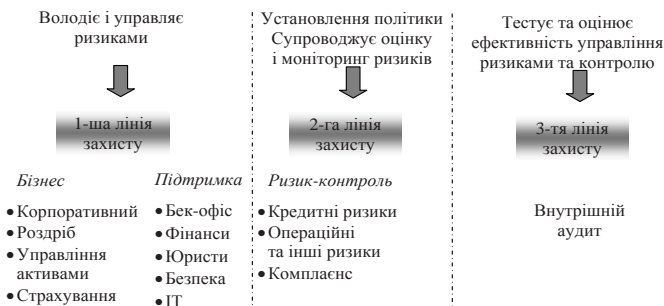 Володіє і управляє
ризиками
1-ша лінія
захисту
Бізнес
• Корпоративний
• Роздріб
• Управління
активами
• Страхування
Підтримка
• Бек-офіс
• Фінанси
• Юристи
• Безпека
• ІТ
Установлення політики
Супроводжує оцінку
і моніторинг ризиків
2-га лінія
захисту
Ризик-контроль
• Кредитні ризики
• Операційні
та інші ризики
• Комплаєнс
Тестує та оцінює
ефективність управління
ризиками та контролю
3-тя лінія
захисту
Внутрішній
аудит